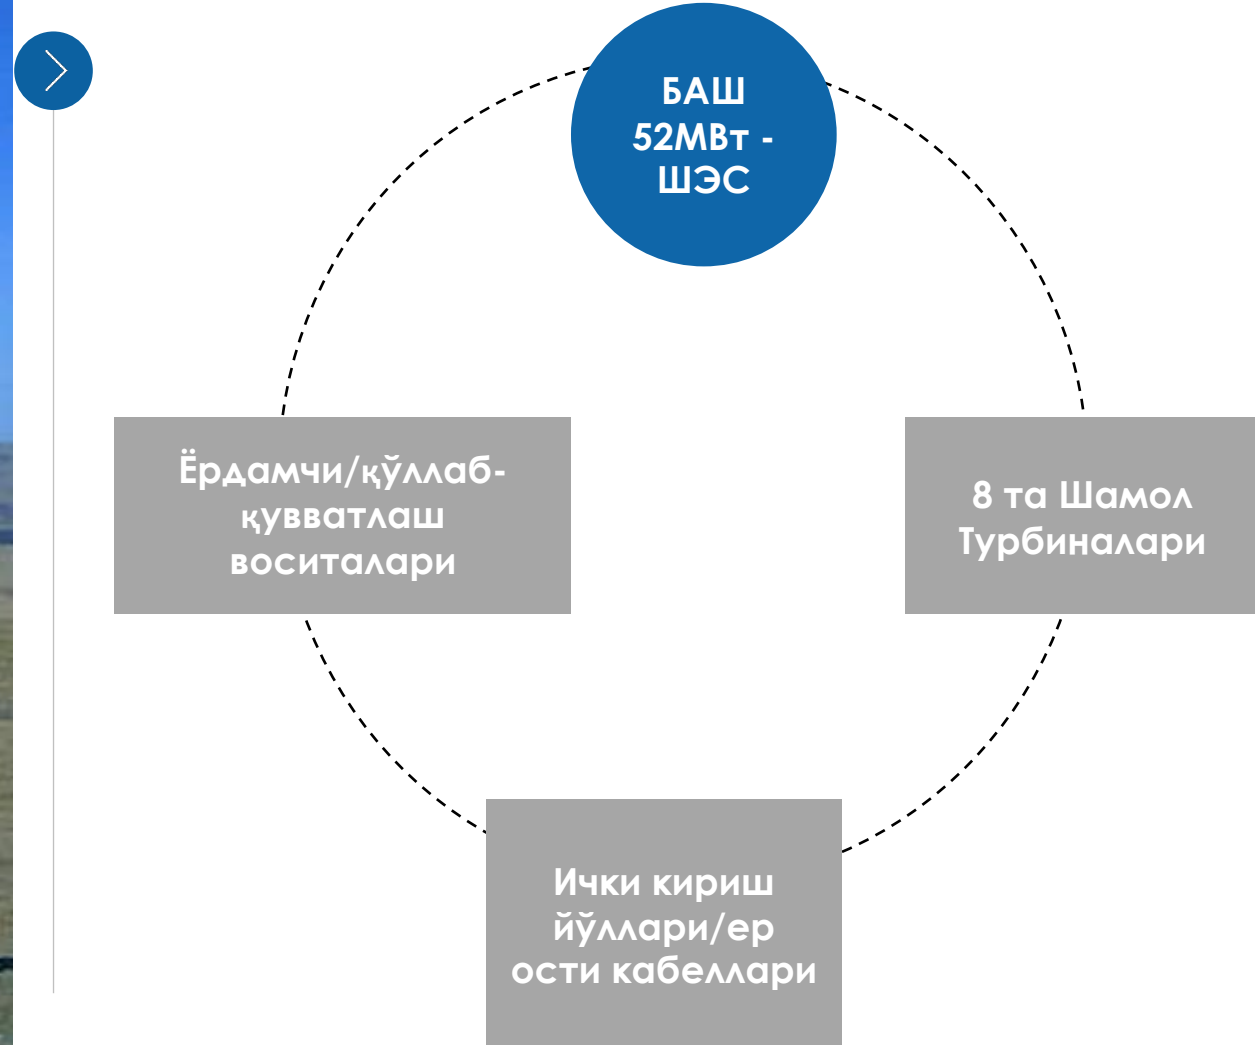 БАШ
52МВт -
ШЭС
Ёрдамчи/қўллаб-
қувватлаш
воситалари
8 та Шамол
Турбиналари
Ички кириш
йўллари/ер
ости кабеллари